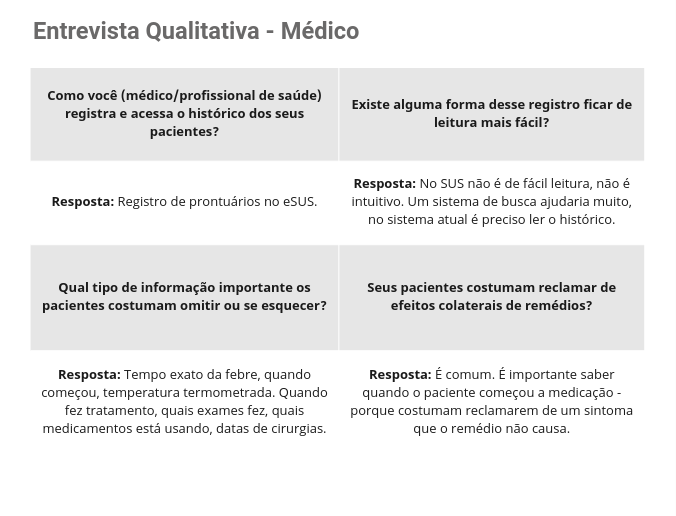 Entrevista Qualitativa - Médico
Como você (médico/profissional de saúde)
registra e acessa o histórico dos seus
pacientes?
Existe alguma forma desse registro ficar de
leitura mais fácil?
Resposta: Registro de prontuários no eSUS.
Resposta: No SUS não é de fácil leitura, não é
intuitivo. Um sistema de busca ajudaria muito,
no sistema atual é preciso ler o histórico.
Qual tipo de informação importante os
pacientes costumam omitir ou se esquecer?
Seus pacientes costumam reclamar de
efeitos colaterais de remédios?
Resposta: Tempo exato da febre, quando
começou, temperatura termometrada. Quando
fez tratamento, quais exames fez, quais
medicamentos está usando, datas de cirurgias.
Resposta: É comum. É importante saber
quando o paciente começou a medicação -
porque costumam reclamarem de um sintoma
que o remédio não causa.